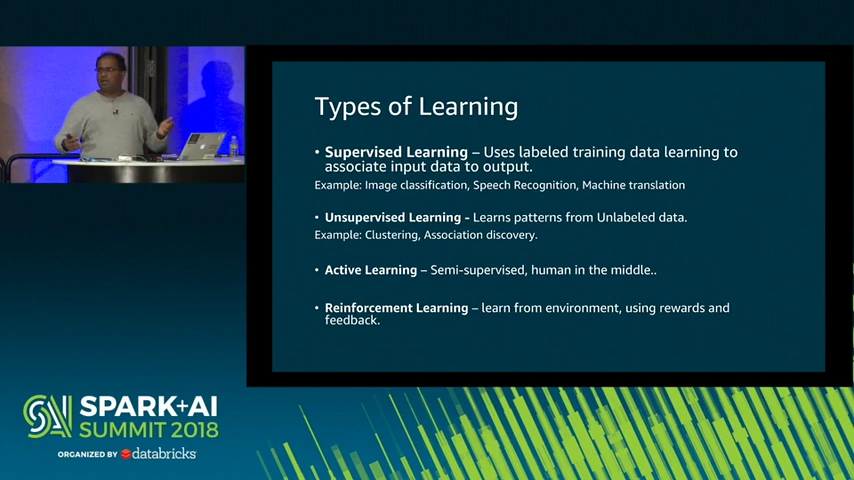 Types of Learning
• Supervised Learning – Uses labeled training data learning to
associate input data to output.
Example: Image classification, Speech Recognition, Machine translation
• Unsupervised Learning - Learns patterns from Unlabeled data.
Example: Clustering, Association discovery.
• Active Learning – Semi-supervised, human in the middle..
• Reinforcement Learning – learn from environment, using rewards and
feedback.
SPARK+AI
SUMMIT 2018
ORGANIZED BY databricks